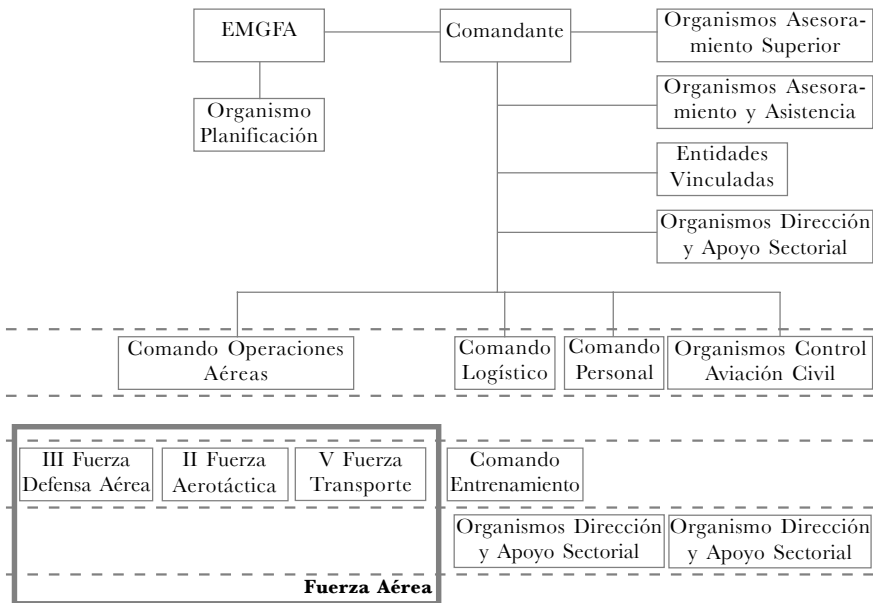 EMGFA
Comandante
Organismos Asesora-
miento Superior
Organismo
Planificación
Organismos Asesora-
miento y Asistencia
Entidades
Vinculadas
Organismos Dirección
y Apoyo Sectorial
Comando Operaciones
Aéreas
Comando
Logístico
Comando
Personal
Organismos Control
Aviación Civil
III Fuerza
Defensa Aérea
II Fuerza
Aerotáctica
V Fuerza
Transporte
Comando
Entrenamiento
Organismos Dirección
y Apoyo Sectorial
Organismo Dirección
y Apoyo Sectorial
Fuerza Aérea